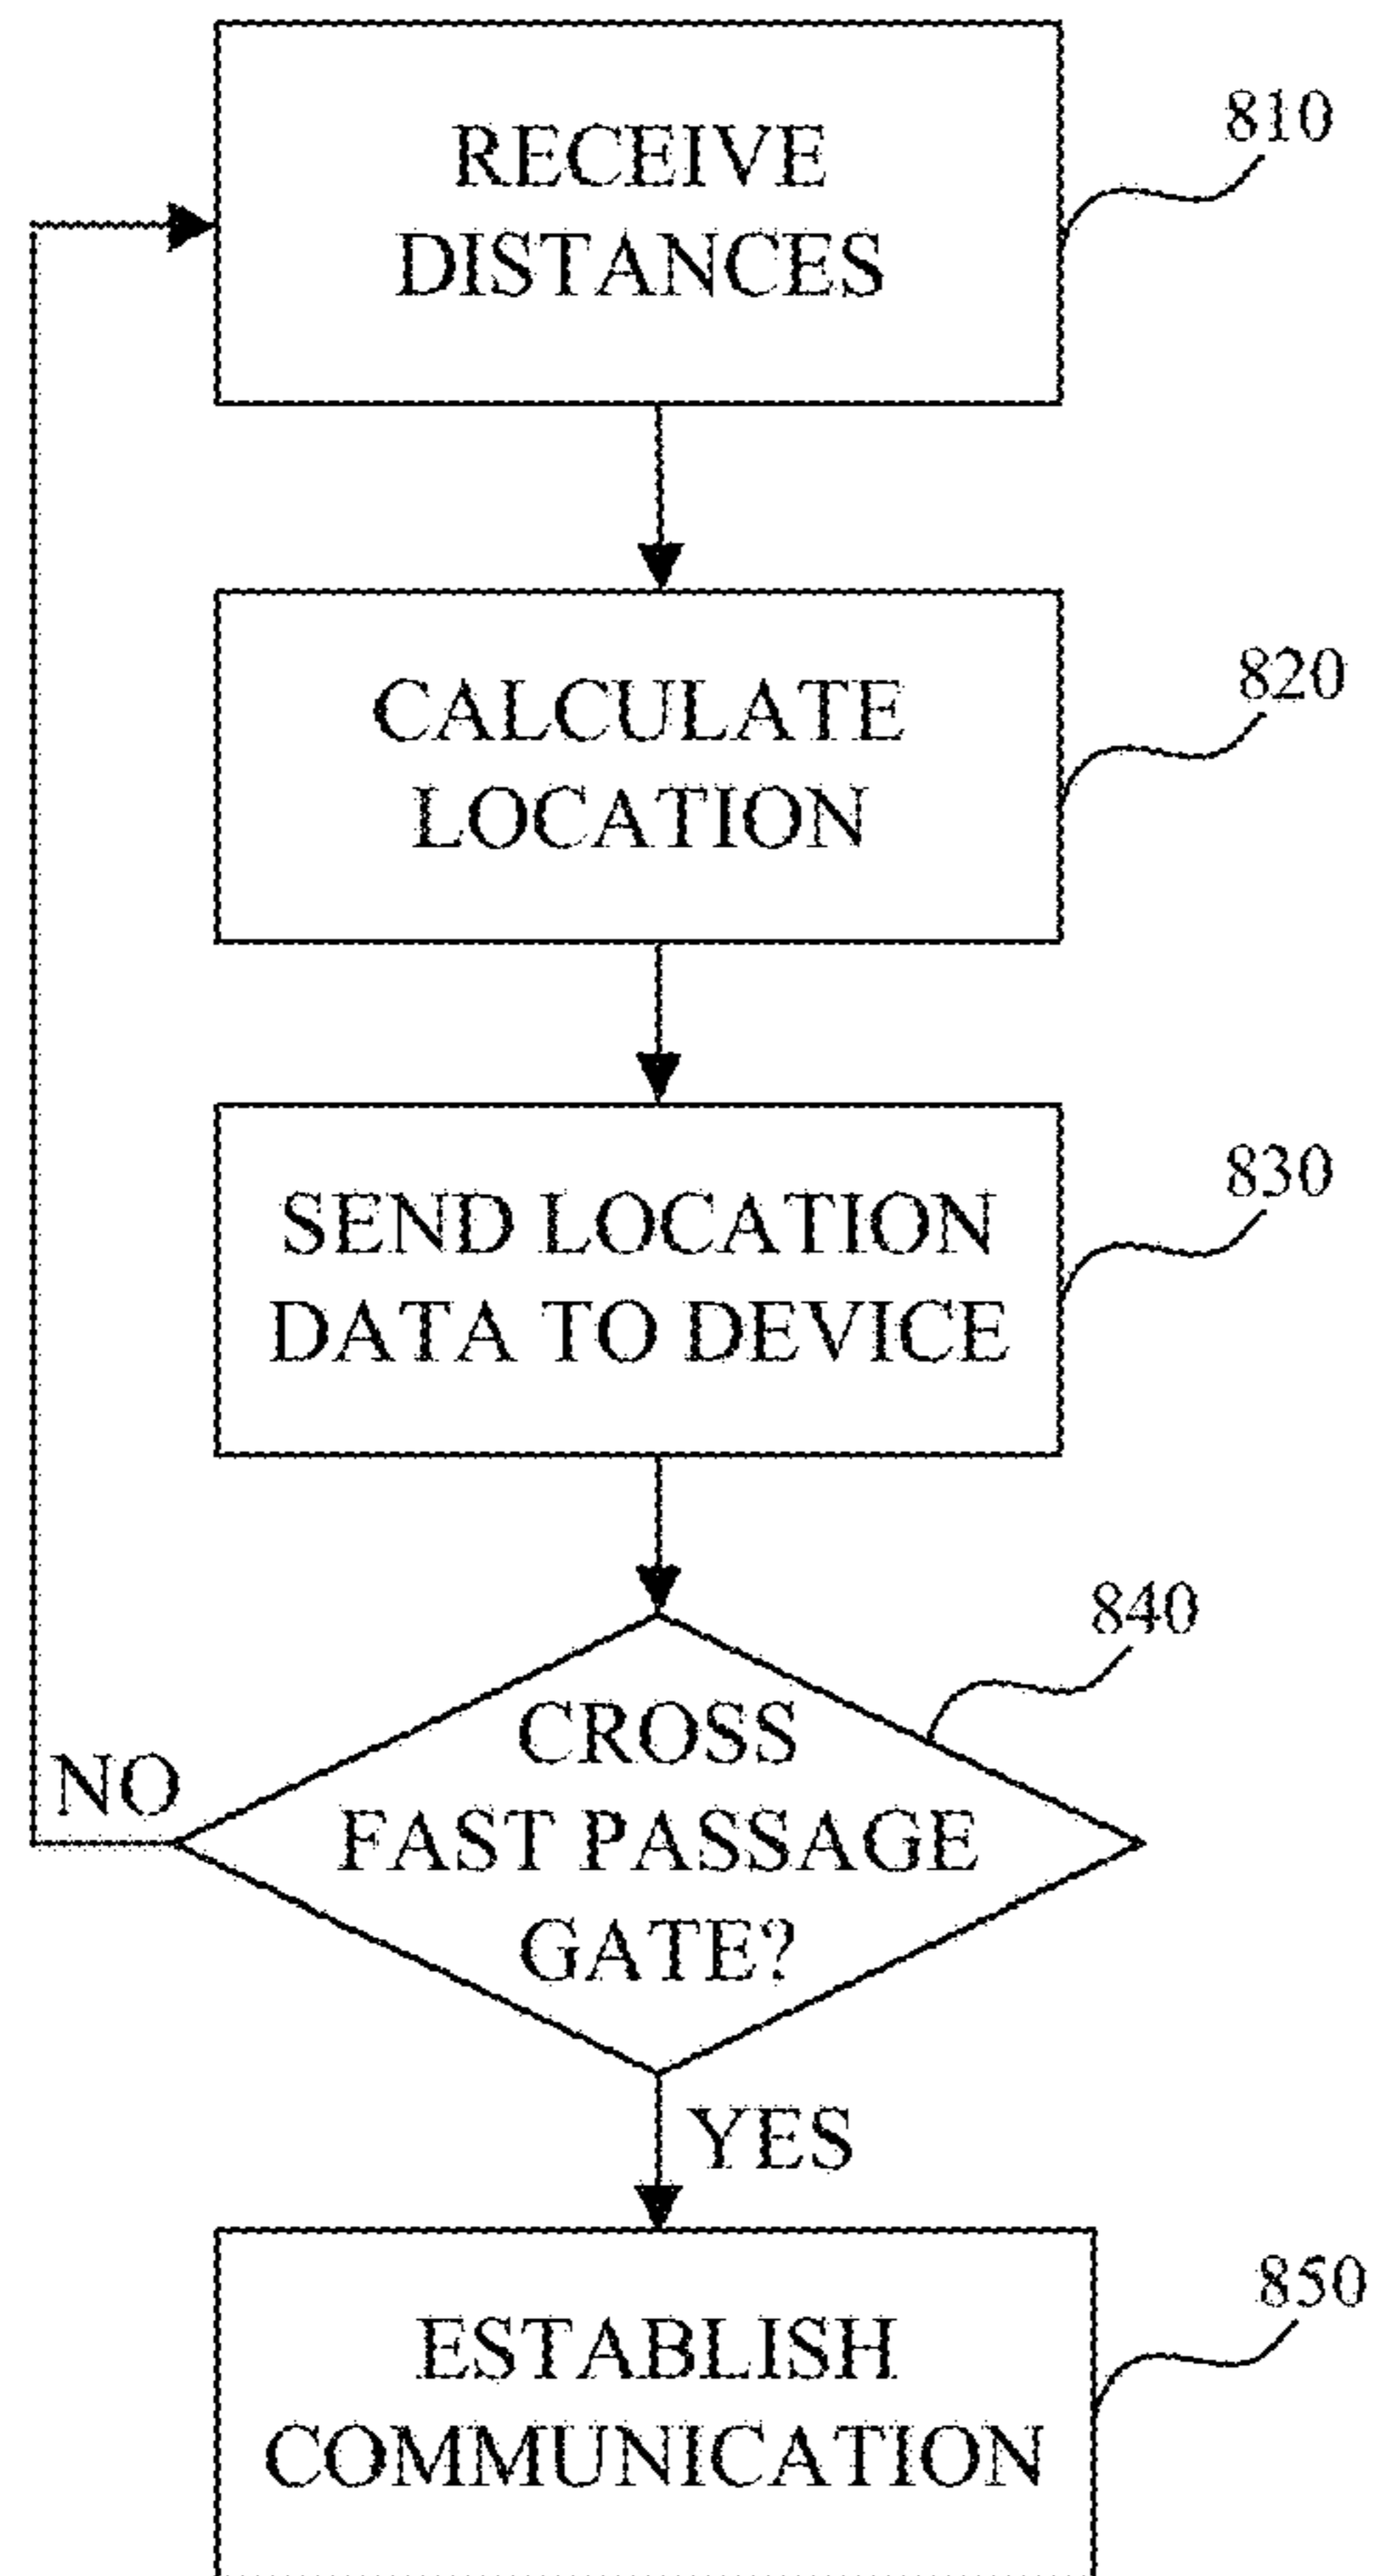 RECEIVE
DISTANCES
810
CALCULATE
LOCATION
820
SEND LOCATION
DATA TO DEVICE
830
CROSS
FAST PASSAGE
GATE?
840
NO
YES
ESTABLISH
COMMUNICATION
850